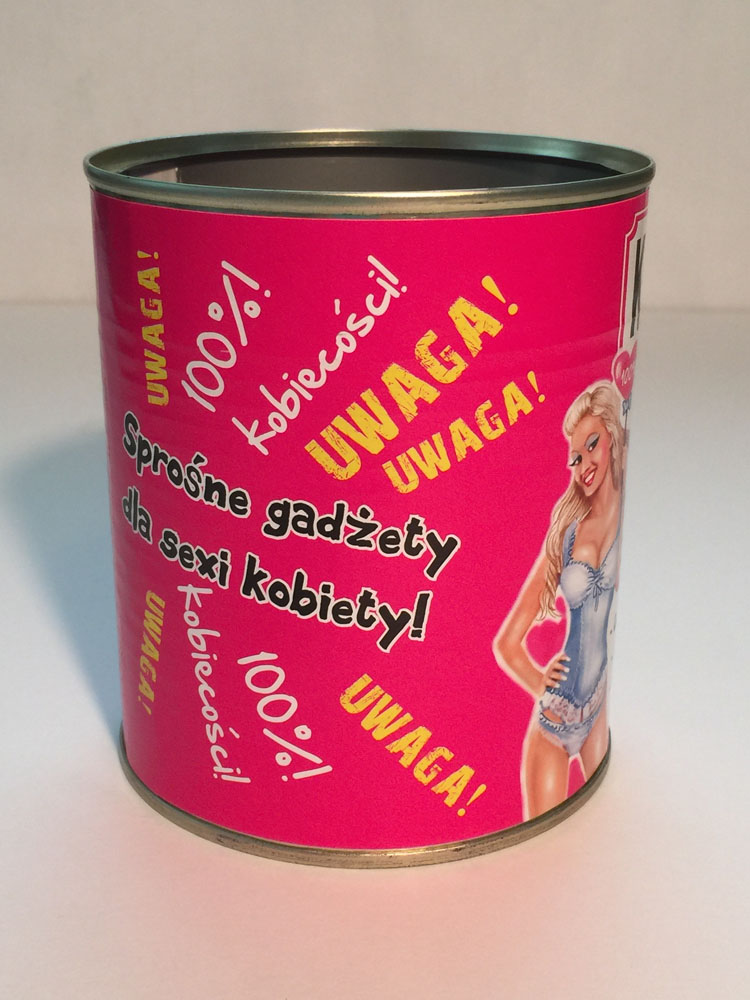 UWAGA!
100%!
kobiecości!
UWAGA!
UWAGA!
Sprośne gadżety
dla sexi kobiety!
UWAGA!
kobiecości!
100%!
UWAGA!